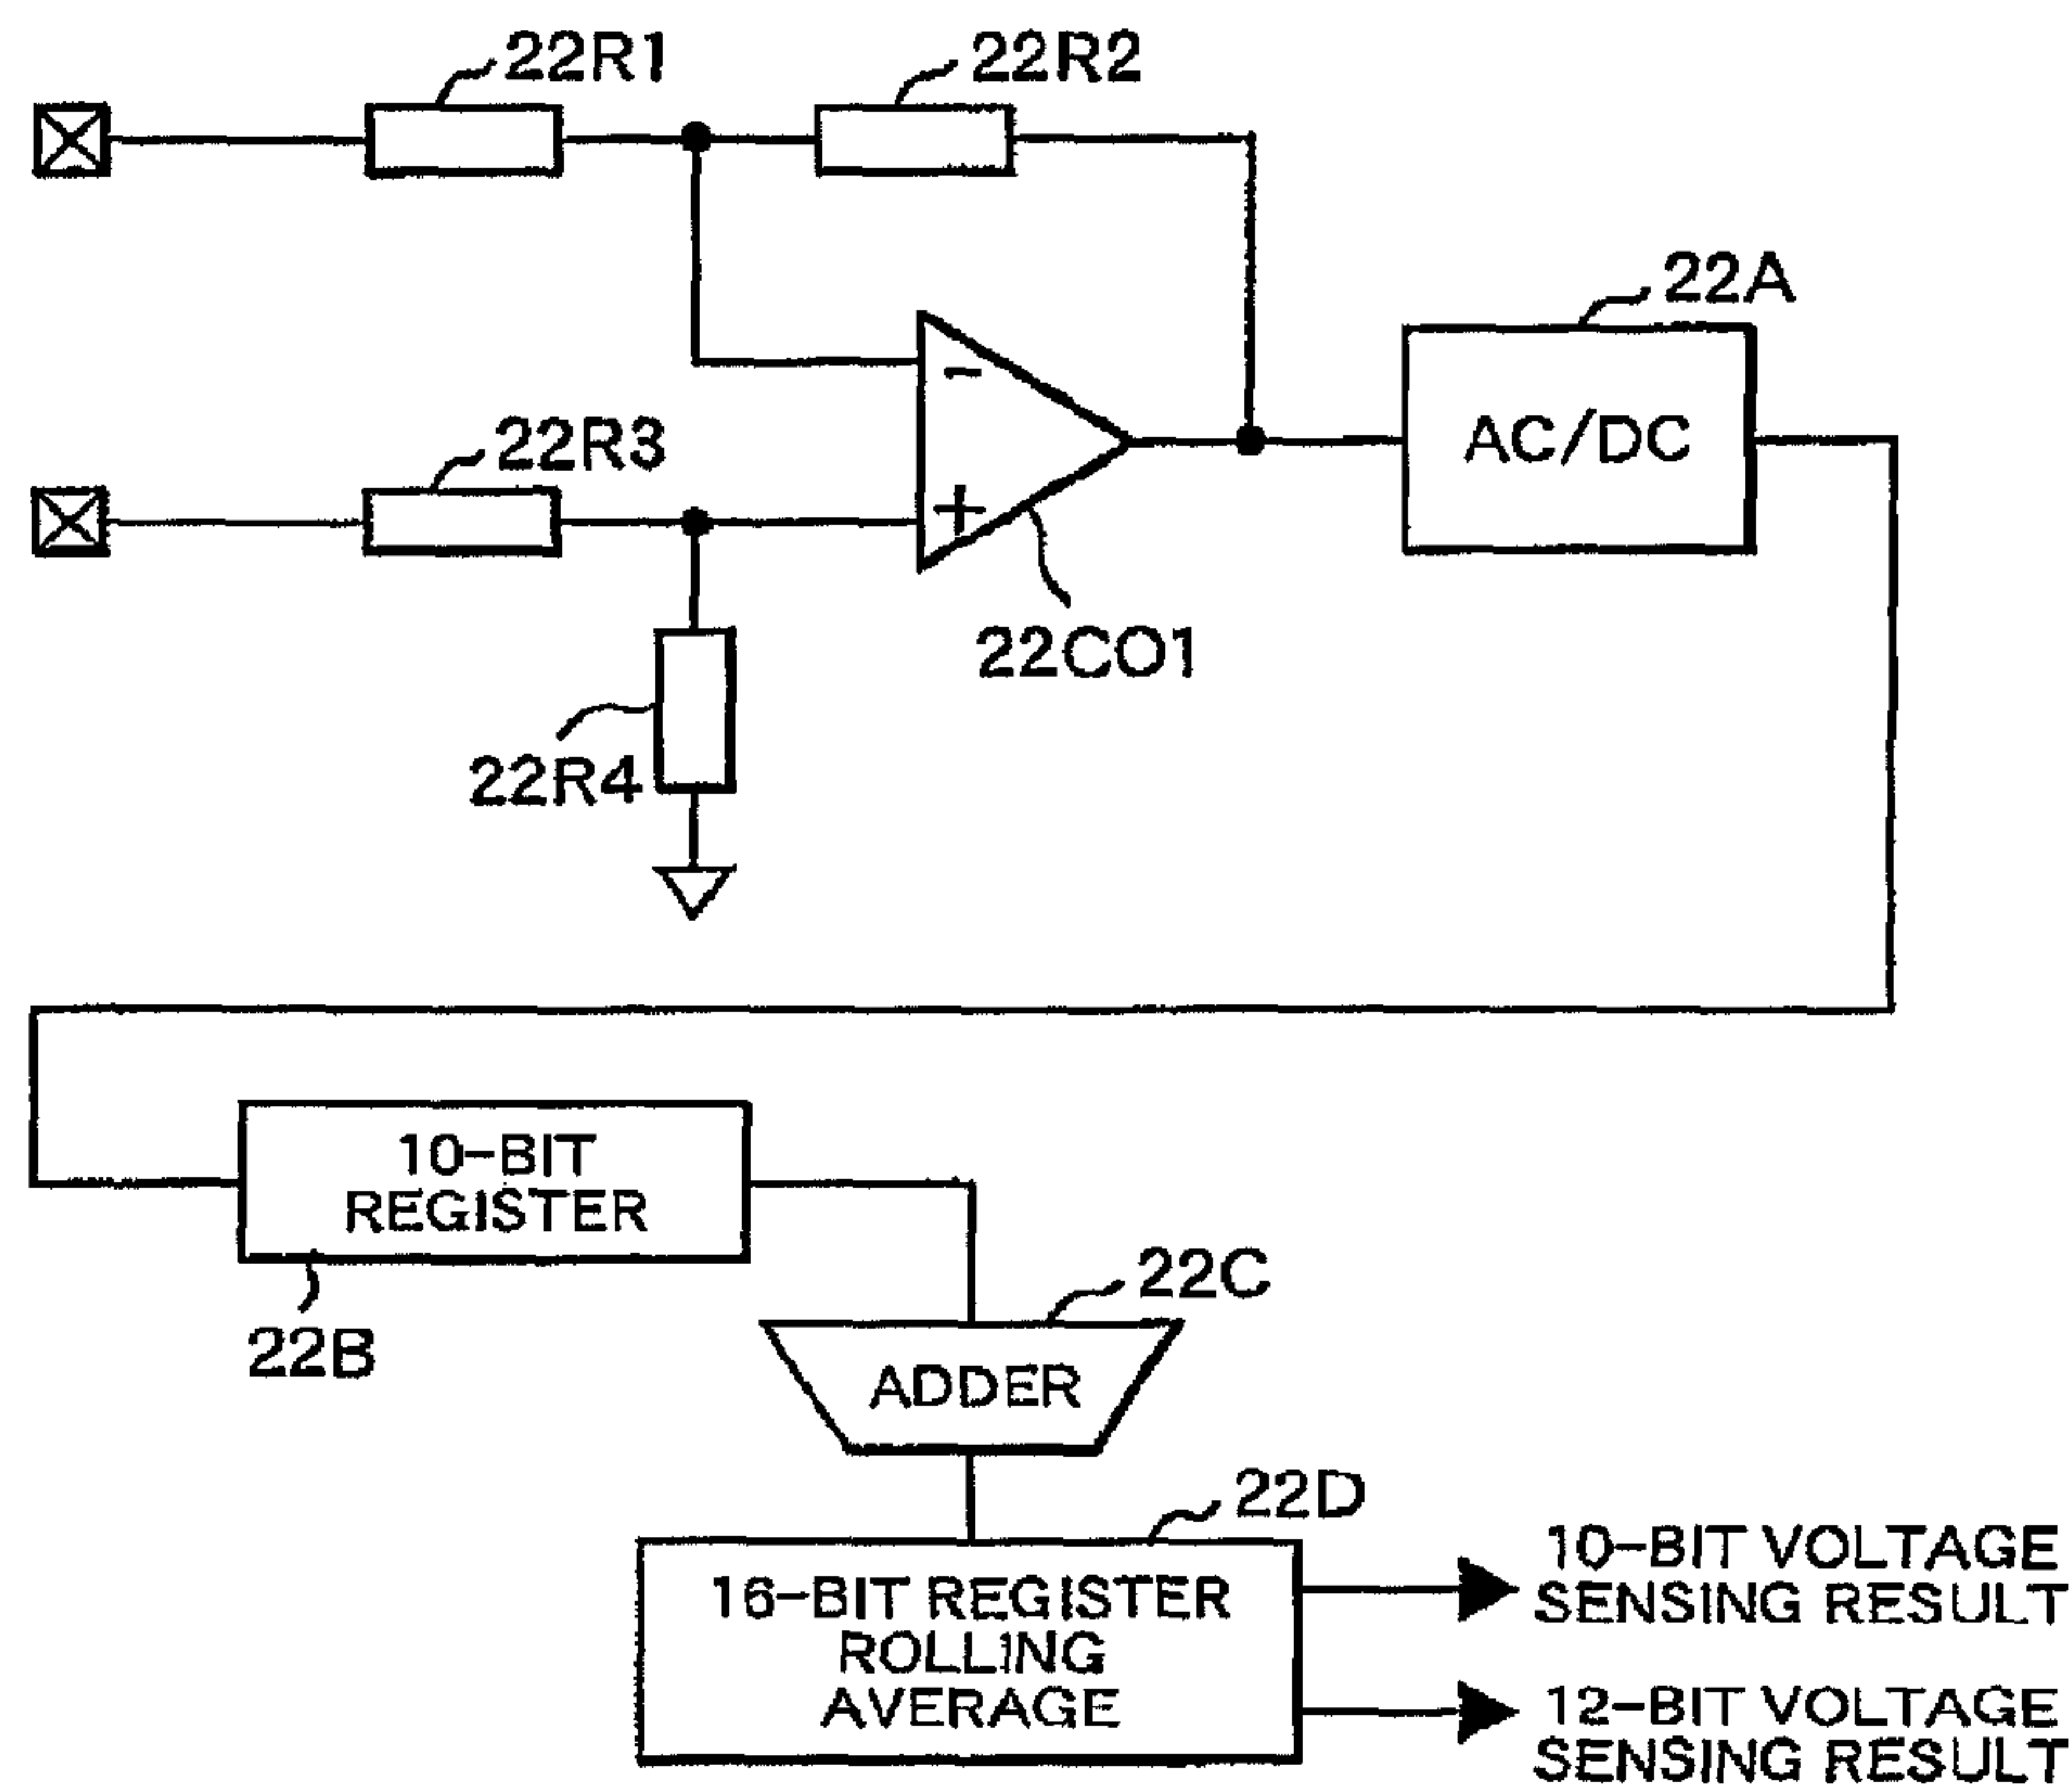 22R1
22R2
22A
AC/DC
-
22R3
+
22CO1
22R4
10-BIT
REGISTER
22B
22C
ADDER
22D
16-BIT REGISTER
ROLLING
AVERAGE
10-BIT VOLTAGE
SENSING RESULT
12-BIT VOLTAGE
SENSING RESULT